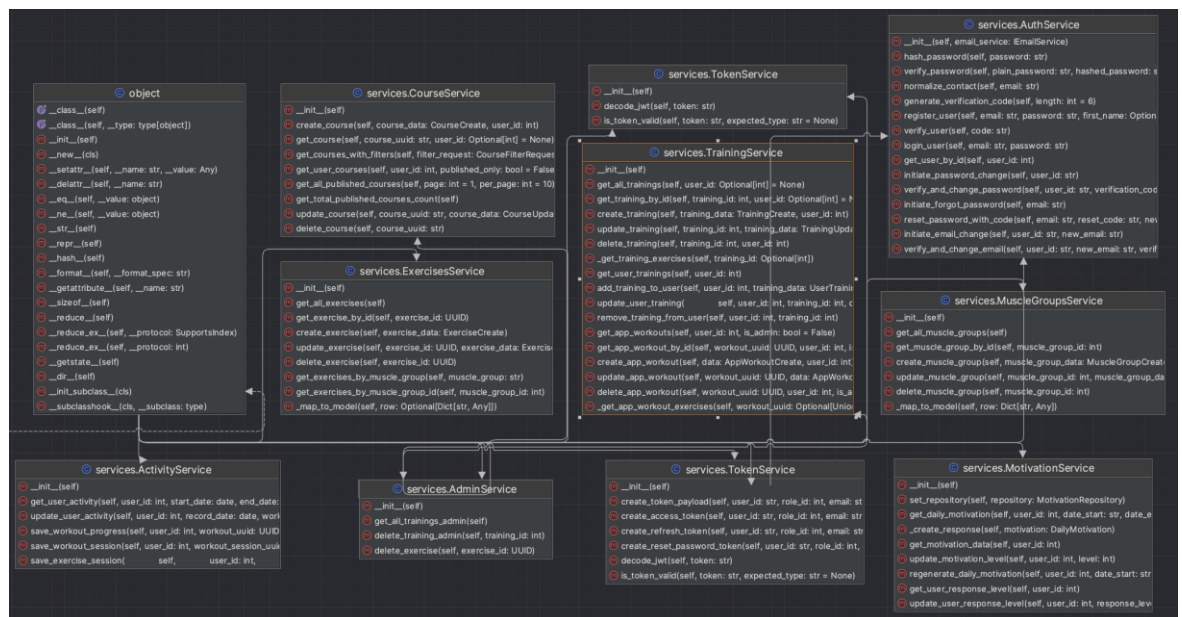 object
__class__(self)
__class__(self, __type: type[object])
__init__(self)
__new__(cls)
__setattr__(self, __name: str, __value: Any)
__delattr__(self, __name: str)
__eq__(self, __value: object)
__ne__(self, __value: object)
__str__(self)
__repr__(self)
__hash__(self)
__format__(self, __format_spec: str)
__getattribute__(self, __name: str)
__sizeof__(self)
__reduce__(self)
__reduce_ex__(self, __protocol: SupportsIndex)
__reduce_ex__(self, __protocol: int)
__getstate__(self)
__dir__(self)
__init_subclass__(cls)
__subclasshook__(cls, __subclass: type)
services.CourseService
__init__(self)
create_course(self, course_data: CourseCreate, user_id: int)
get_course(self, course_uuid: str, user_id: Optional[int] = None)
get_courses_with_filters(self, filter_request: CourseFilterReques
get_user_courses(self, user_id: int, published_only: bool = False
get_all_published_courses(self, page: int = 1, per_page: int = 10)
get_total_published_courses_count(self)
update_course(self, course_uuid: str, course_data: CourseUpda
delete_course(self, course_uuid: str)
services.ExercisesService
__init__(self)
get_all_exercises(self)
get_exercise_by_id(self, exercise_id: UUID)
create_exercise(self, exercise_data: ExerciseCreate)
update_exercise(self, exercise_id: UUID, exercise_data: Exercis
delete_exercise(self, exercise_id: UUID)
get_exercises_by_muscle_group(self, muscle_group: str)
get_exercises_by_muscle_group_id(self, muscle_group_id: int)
_map_to_model(self, row: Optional[Dict[str, Any]])
services.TokenService
__init__(self)
decode_jwt(self, token: str)
is_token_valid(self, token: str, expected_type: str = None)
services.TrainingService
__init__(self)
get_all_trainings(self, user_id: Optional[int] = None)
get_training_by_id(self, training_id: int, user_id: Optional[int] = N
create_training(self, training_data: TrainingCreate, user_id: int)
update_training(self, training_id: int, training_data: TrainingUpda
delete_training(self, training_id: int, user_id: int)
_get_training_exercises(self, training_id: Optional[int])
get_user_trainings(self, user_id: int)
add_training_to_user(self, user_id: int, training_data: UserTrainin
update_user_training( self, user_id: int, training_id: int, c
remove_training_from_user(self, user_id: int, training_id: int)
get_app_workouts(self, user_id: int, is_admin: bool = False)
get_app_workout_by_id(self, workout_uuid: UUID, user_id: int, i
create_app_workout(self, data: AppWorkoutCreate, user_id: int
update_app_workout(self, workout_uuid: UUID, data: AppWork
delete_app_workout(self, workout_uuid: UUID, user_id: int, is_a
_get_app_workout_exercises(self, workout_uuid: Optional[Unio
services.AuthService
__init__(self, email_service: IEmailService)
hash_password(self, password: str)
verify_password(self, plain_password: str, hashed_password: s
normalize_contact(self, email: str)
generate_verification_code(self, length: int = 6)
register_user(self, email: str, password: str, first_name: Option
verify_user(self, code: str)
login_user(self, email: str, password: str)
get_user_by_id(self, user_id: int)
initiate_password_change(self, user_id: str)
verify_and_change_password(self, user_id: str, verification_cod
initiate_forgot_password(self, email: str)
reset_password_with_code(self, email: str, reset_code: str, nev
initiate_email_change(self, user_id: str, new_email: str)
verify_and_change_email(self, user_id: str, new_email: str, verif
services.MuscleGroupsService
__init__(self)
get_all_muscle_groups(self)
get_muscle_group_by_id(self, muscle_group_id: int)
create_muscle_group(self, muscle_group_data: MuscleGroupCreat
update_muscle_group(self, muscle_group_id: int, muscle_group_da
delete_muscle_group(self, muscle_group_id: int)
_map_to_model(self, row: Dict[str, Any])
services.ActivityService
__init__(self)
get_user_activity(self, user_id: int, start_date: date, end_date:
update_user_activity(self, user_id: int, record_date: date, work
save_workout_progress(self, user_id: int, workout_uuid: UUID
save_workout_session(self, user_id: int, workout_session_uuid
save_exercise_session( self, user_id: int,
services.AdminService
__init__(self)
get_all_trainings_admin(self)
delete_training_admin(self, training_id: int)
delete_exercise(self, exercise_id: UUID)
services.TokenService
__init__(self)
create_token_payload(self, user_id: str, role_id: int, email: st
create_access_token(self, user_id: str, role_id: int, email: str
create_refresh_token(self, user_id: str, role_id: int, email: str
create_reset_password_token(self, user_id: str, role_id: int,
decode_jwt(self, token: str)
is_token_valid(self, token: str, expected_type: str = None)
services.MotivationService
__init__(self)
set_repository(self, repository: MotivationRepository)
get_daily_motivation(self, user_id: int, date_start: str, date_e
_create_response(self, motivation: DailyMotivation)
get_motivation_data(self, user_id: int)
update_motivation_level(self, user_id: int, level: int)
regenerate_daily_motivation(self, user_id: int, date_start: str
get_user_response_level(self, user_id: int)
update_user_response_level(self, user_id: int, response_lev